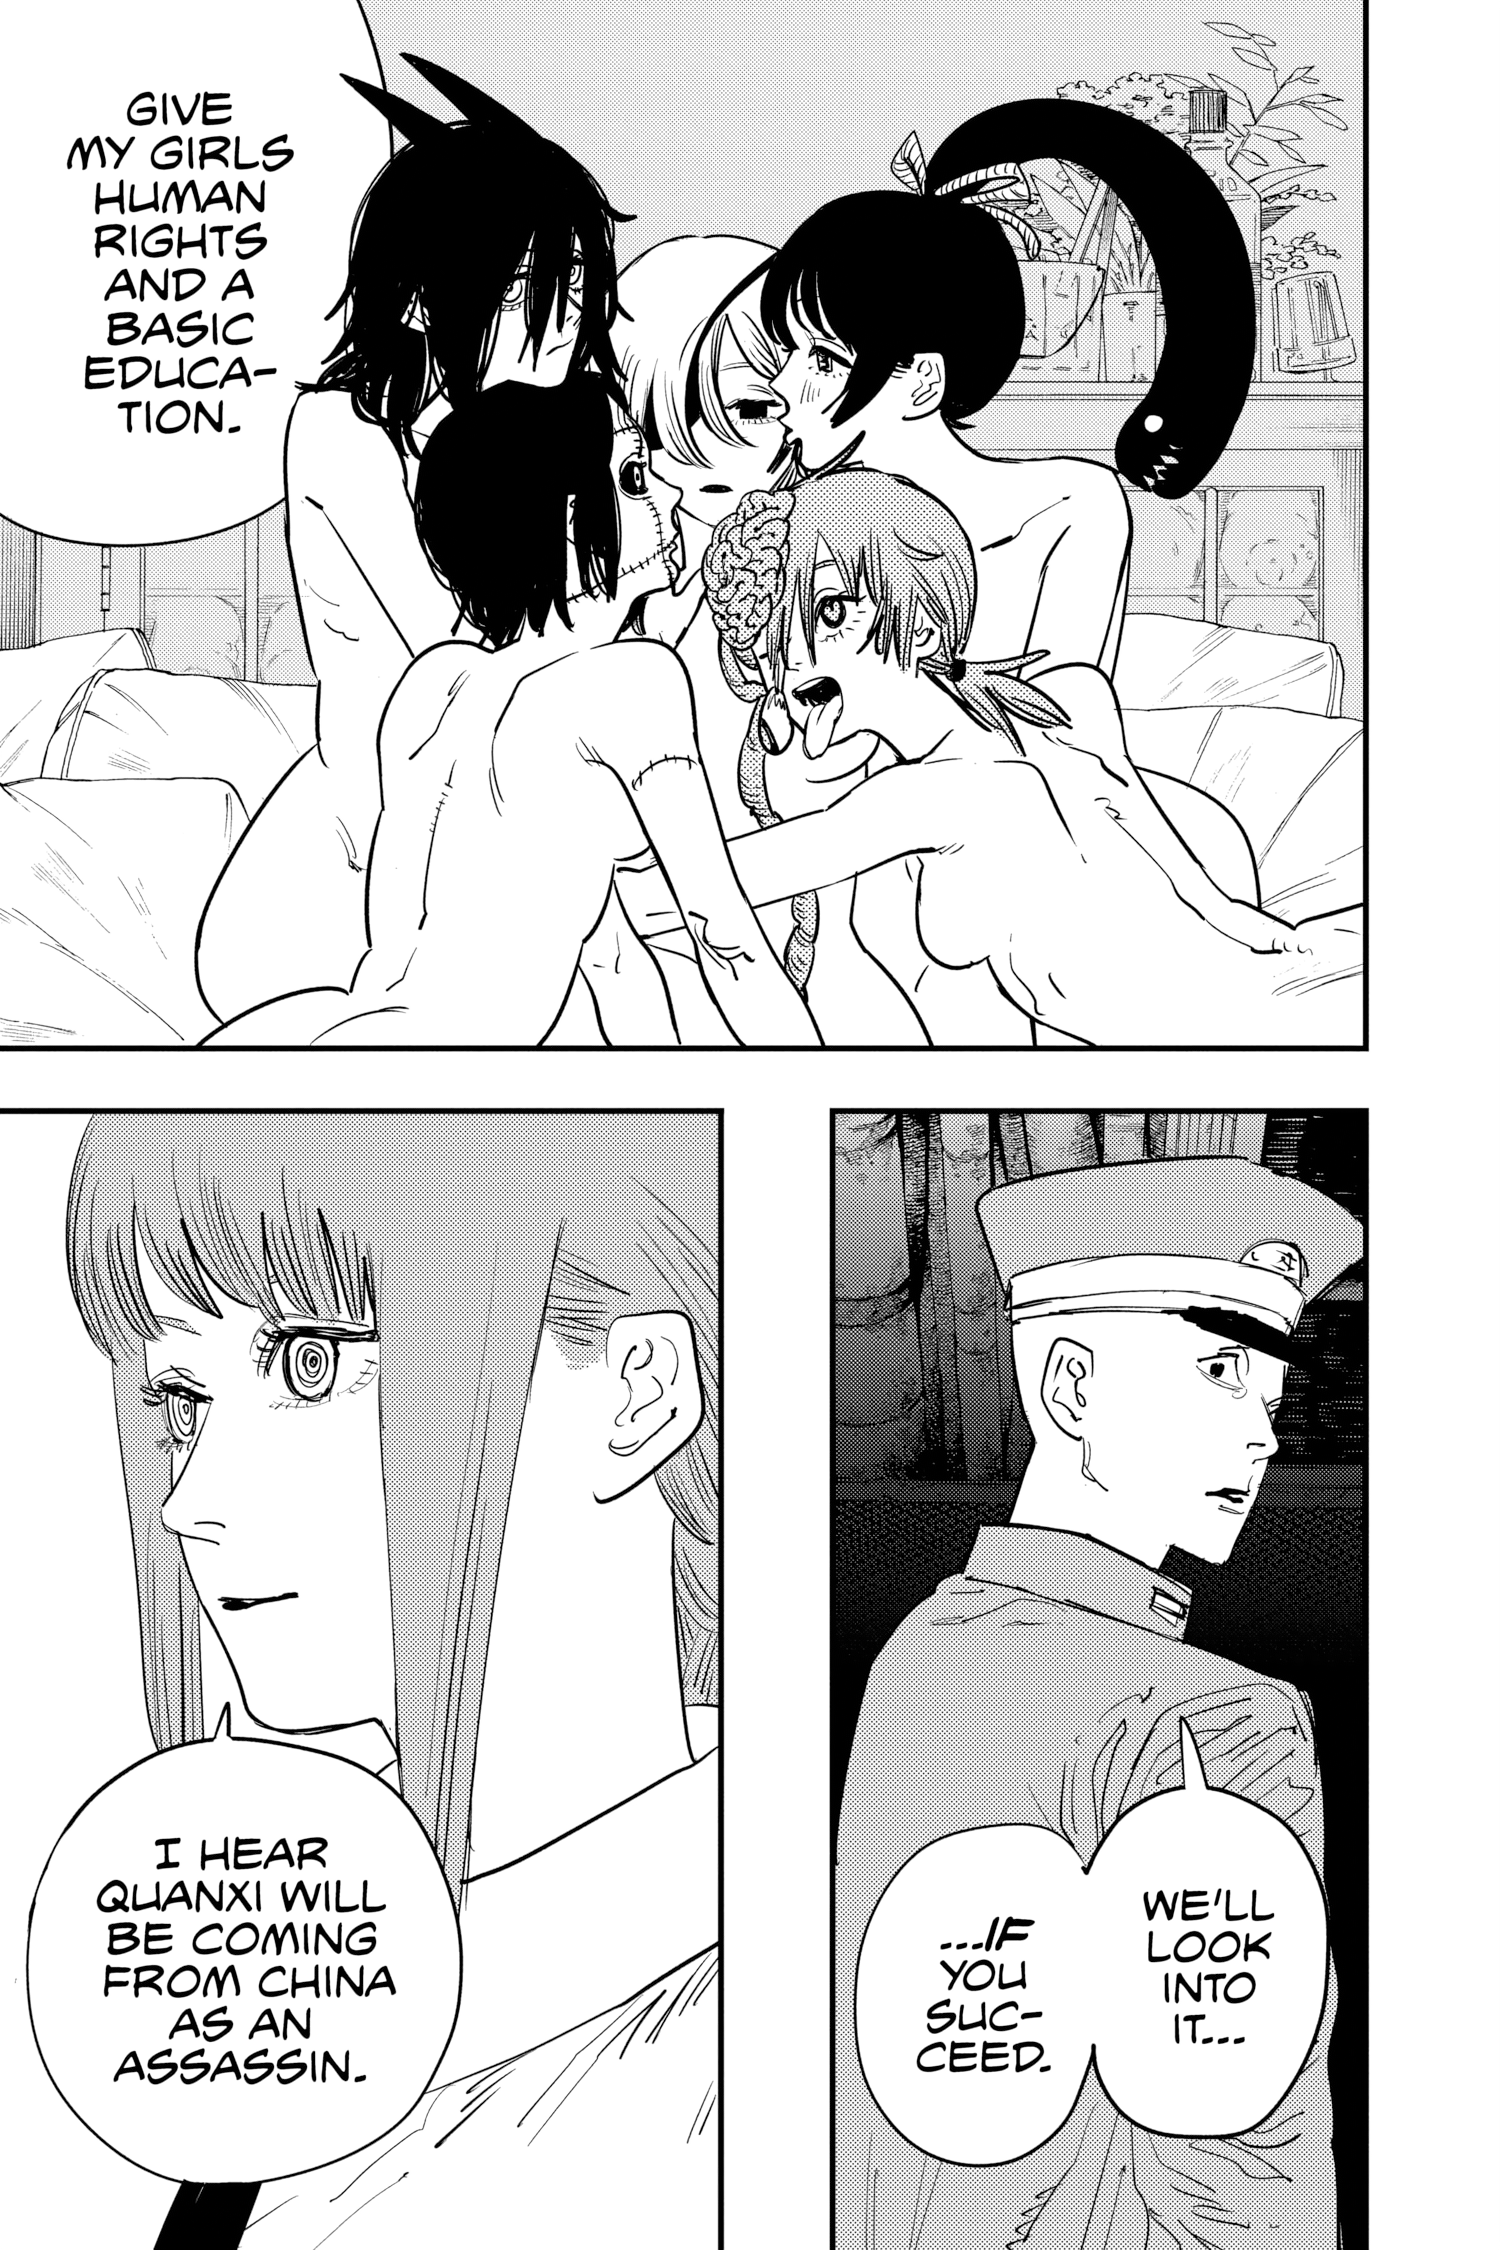 GIVE
MY GIRLS
HUMAN
RIGHTS
AND A
BASIC
EDUCA-
TION.
WE'LL
LOOK
INTO
IT...
...IF
YOU
SUC-
CEED.
I HEAR
QUANXI WILL
BE COMING
FROM CHINA
AS AN
ASSASSIN.